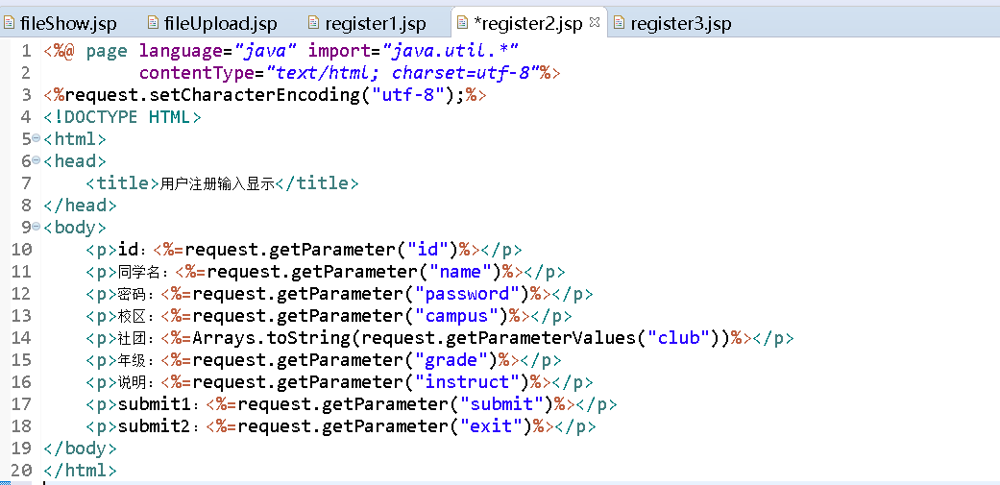 fileShow.jsp fileUpload.jsp register1.jsp *register2.jsp register3.jsp
1 <%@ page language="java" import="java.util.*"
2 contentType="text/html; charset=utf-8"%>
3 <%request.setCharacterEncoding("utf-8");%>
4 <!DOCTYPE HTML>
5 <html>
6 <head>
7 <title>用户注册输入显示</title>
8 </head>
9 <body>
10 <p>id：<%=request.getParameter("id")%></p>
11 <p>同学名：<%=request.getParameter("name")%></p>
12 <p>密码：<%=request.getParameter("password")%></p>
13 <p>校区：<%=request.getParameter("campus")%></p>
14 <p>社团：<%=Arrays.toString(request.getParameterValues("club"))%></p>
15 <p>年级：<%=request.getParameter("grade")%></p>
16 <p>说明：<%=request.getParameter("instruct")%></p>
17 <p>submit1：<%=request.getParameter("submit")%></p>
18 <p>submit2：<%=request.getParameter("exit")%></p>
19 </body>
20 </html>